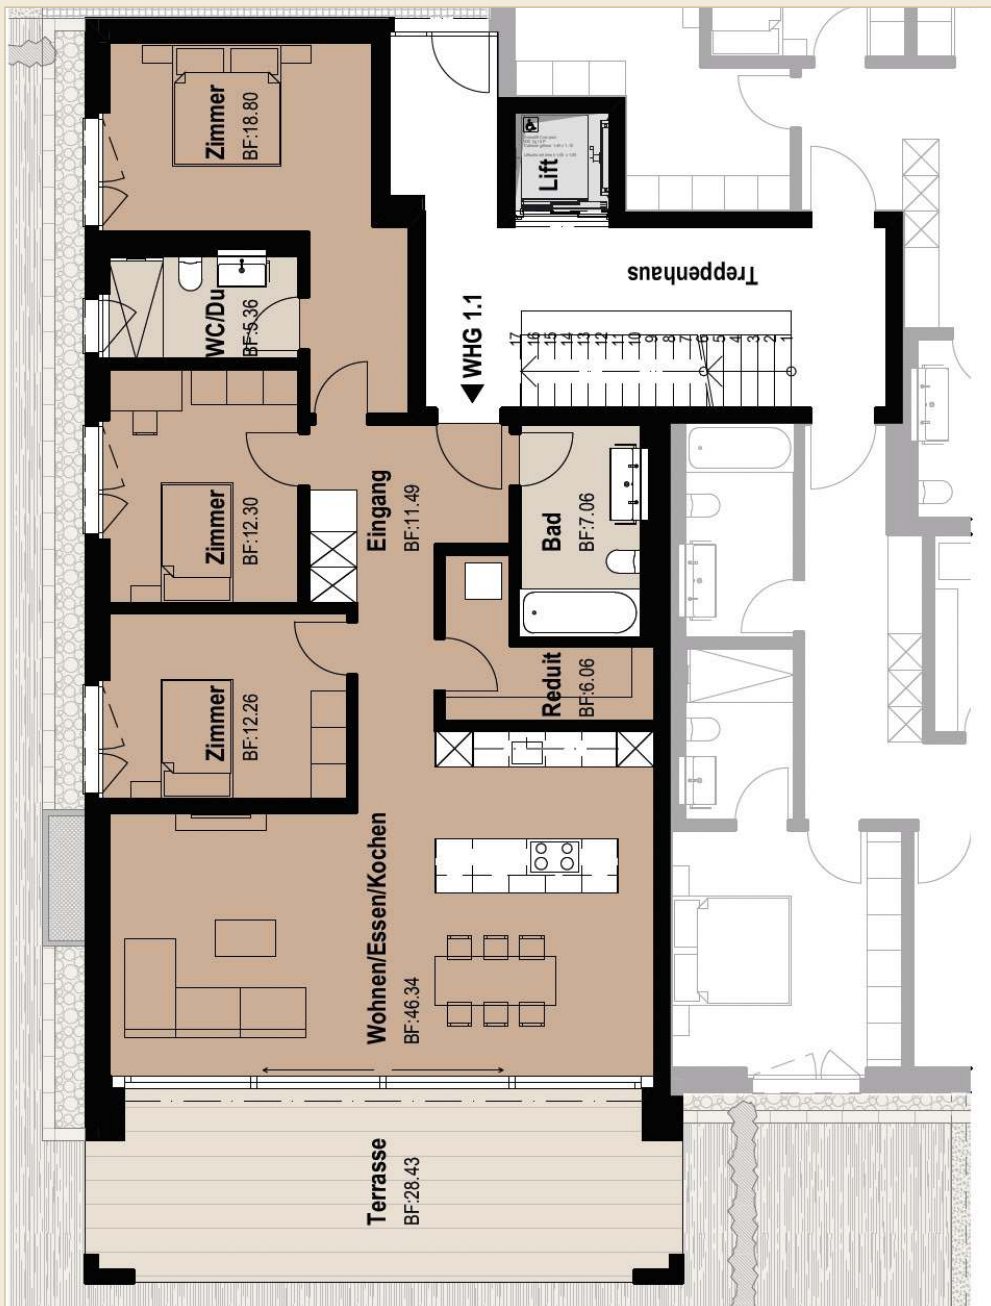 Zimmer
BF:18.80
Lift
Treppenhaus
WC/Du
BF:5.36
WHG 1.1
17
16
15
14
13
12
11
10
9
8
7
6
5
4
3
2
1
Zimmer
BF:12.30
Eingang
BF:11.49
Bad
BF:7.06
Zimmer
BF:12.26
Reduit
BF:6.06
Wohnen/Essen/Kochen
BF:46.34
Terrasse
BF:28.43